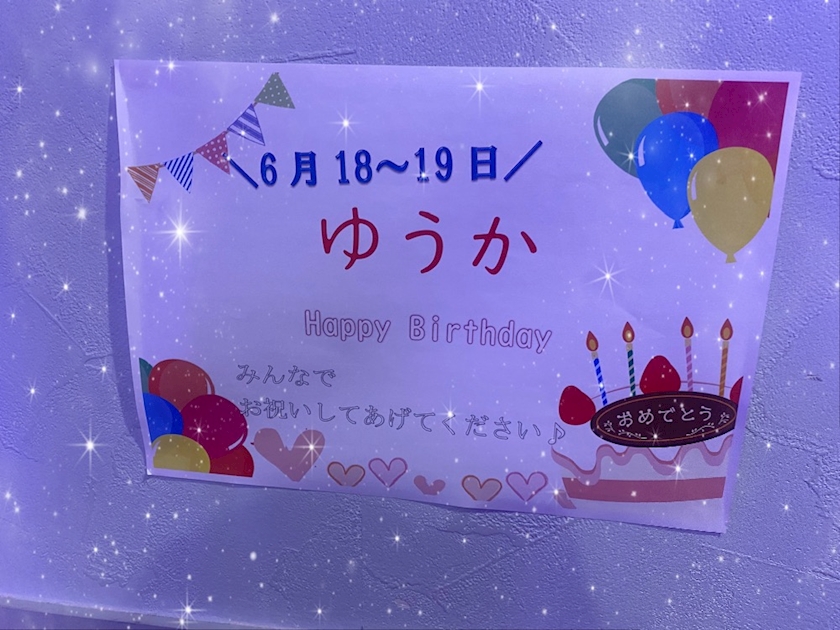 \6月18~19日/
ゆうか
Happy Birthday
みんなで
お祝いしてあげてください♪
おめでとう